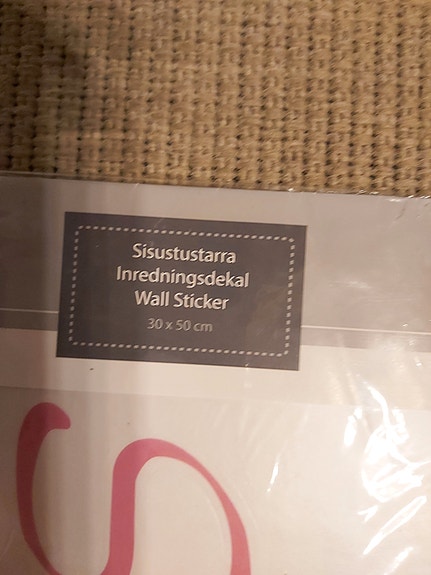 Sisustustarra
Inredningsdekal
Wall Sticker
30 x 50 cm